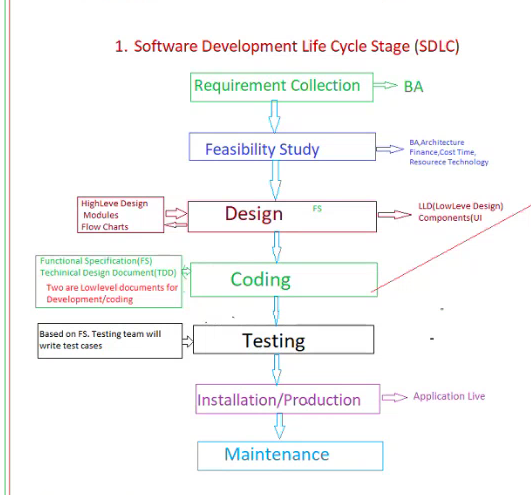 1. Software Development Life Cycle Stage (SDLC)
Requirement Collection
BA
Feasibility Study
BA,Architecture
Finance,Cost Time,
Resourece Technology
HighLeve Design
Modules
Flow Charts
Design
FS
LLD(LowLeve Design)
Components(UI
Functional Specification(FS)
Techinical Design Document(TDD)
Two are Lowlevel documents for
Development/coding
Coding
Based on FS. Testing team will
write test cases
Testing
Installation/Production
Application Live
Maintenance